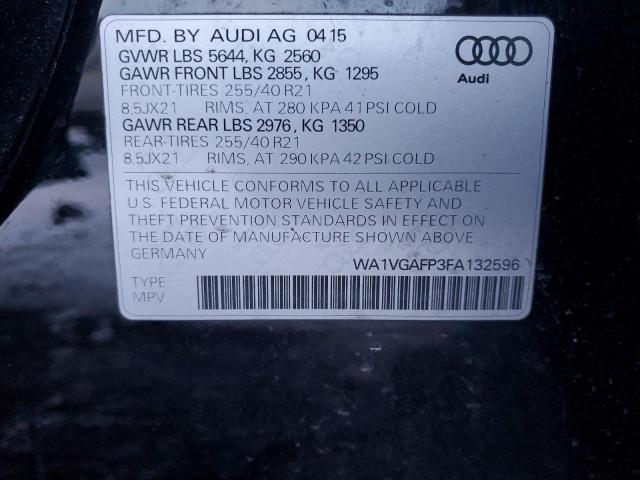 MFD. BY AUDI AG 04 15
GVWR LBS 5644, KG 2560
GAWR FRONT LBS 2855, KG 1295
FRONT-TIRES 255/40 R21
8,5JX21 RIMS, AT 280 KPA 41 PSI COLD
GAWR REAR LBS 2976, KG 1350
REAR-TIRES 255/40 R21
8,5JX21 RIMS, AT 290 KPA 42 PSI COLD
Audi
THIS VEHICLE CONFORMS TO ALL APPLICABLE
U.S. FEDERAL MOTOR VEHICLE SAFETY AND
THEFT PREVENTION STANDARDS IN EFFECT ON
THE DATE OF MANUFACTURE SHOWN ABOVE
GERMANY
WA1VGAFP3FA132596
TYPE:
MPV